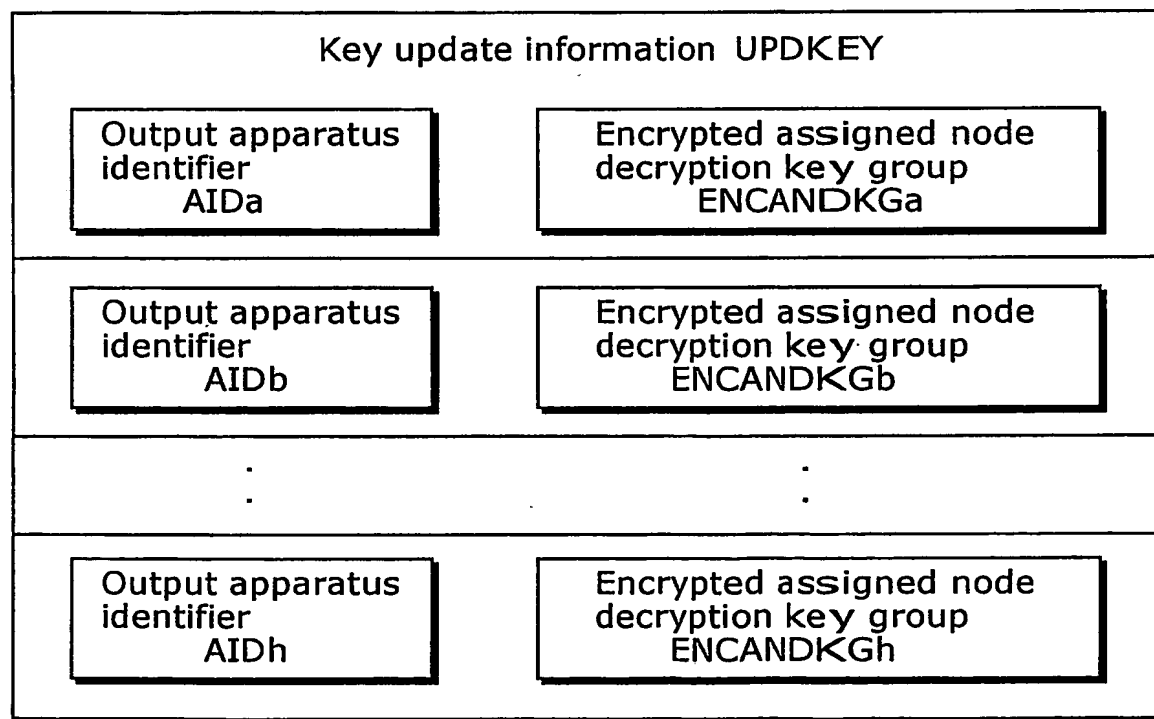 Key update information UPDKEY
Output apparatus
identifier
AIDa
Encrypted assigned node
decryption key group
ENCANDKGa
Output apparatus
identifier
AIDb
Encrypted assigned node
decryption key group
ENCANDKGb
:
:
Output apparatus
identifier
AIDh
Encrypted assigned node
decryption key group
ENCANDKGh